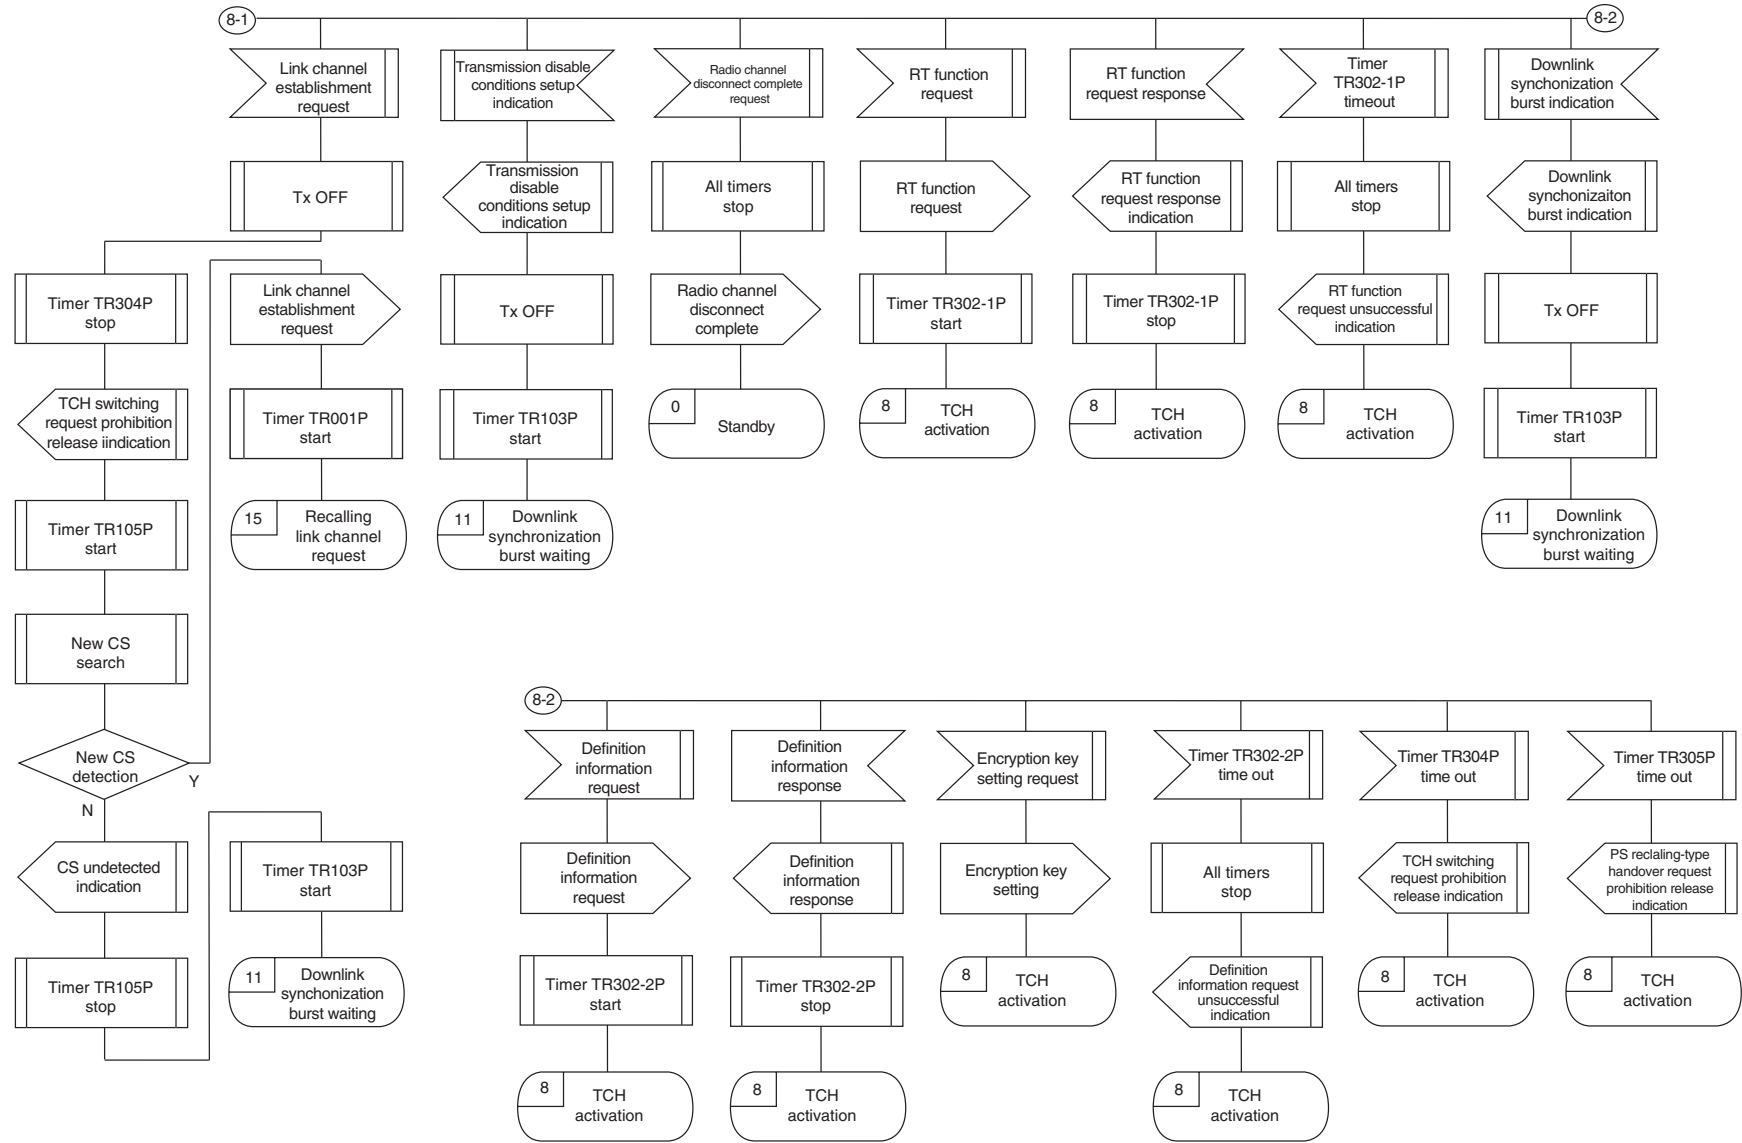 8-1
8-2
Link channel
establishment
request
Tx OFF
Timer TR304P
stop
TCH switching
request prohibition
release iindication
Timer TR105P
start
New CS
search
New CS
detection
Y
N
CS undetected
indication
Timer TR105P
stop
Link channel
establishment
request
Timer TR001P
start
15
Recalling
link channel
request
Timer TR103P
start
11
Downlink
synchonization
burst waiting
Transmission disable
conditions setup
indication
Transmission
disable
conditions setup
indication
Tx OFF
Timer TR103P
start
11
Downlink
synchronization
burst waiting
Radio channel
disconnect complete
request
All timers
stop
Radio channel
disconnect
complete
0
Standby
RT function
request
RT function
request
Timer TR302-1P
start
8
TCH
activation
RT function
request response
RT function
request response
indication
Timer TR302-1P
stop
8
TCH
activation
Timer
TR302-1P
timeout
All timers
stop
RT function
request unsuccessful
indication
8
TCH
activation
Downlink
synchonization
burst indication
Downlink
synchonizaiton
burst indication
Tx OFF
Timer TR103P
start
11
Downlink
synchronization
burst waiting
8-2
Definition
information
request
Definition
information
request
Timer TR302-2P
start
8
TCH
activation
Definition
information
response
Definition
information
response
Timer TR302-2P
stop
8
TCH
activation
Encryption key
setting request
Encryption key
setting
8
TCH
activation
Timer TR302-2P
time out
All timers
stop
Definition
information request
unsuccessful
indication
8
TCH
activation
Timer TR304P
time out
TCH switching
request prohibition
release indication
8
TCH
activation
Timer TR305P
time out
PS reclaling-type
handover request
prohibition release
indication
8
TCH
activation